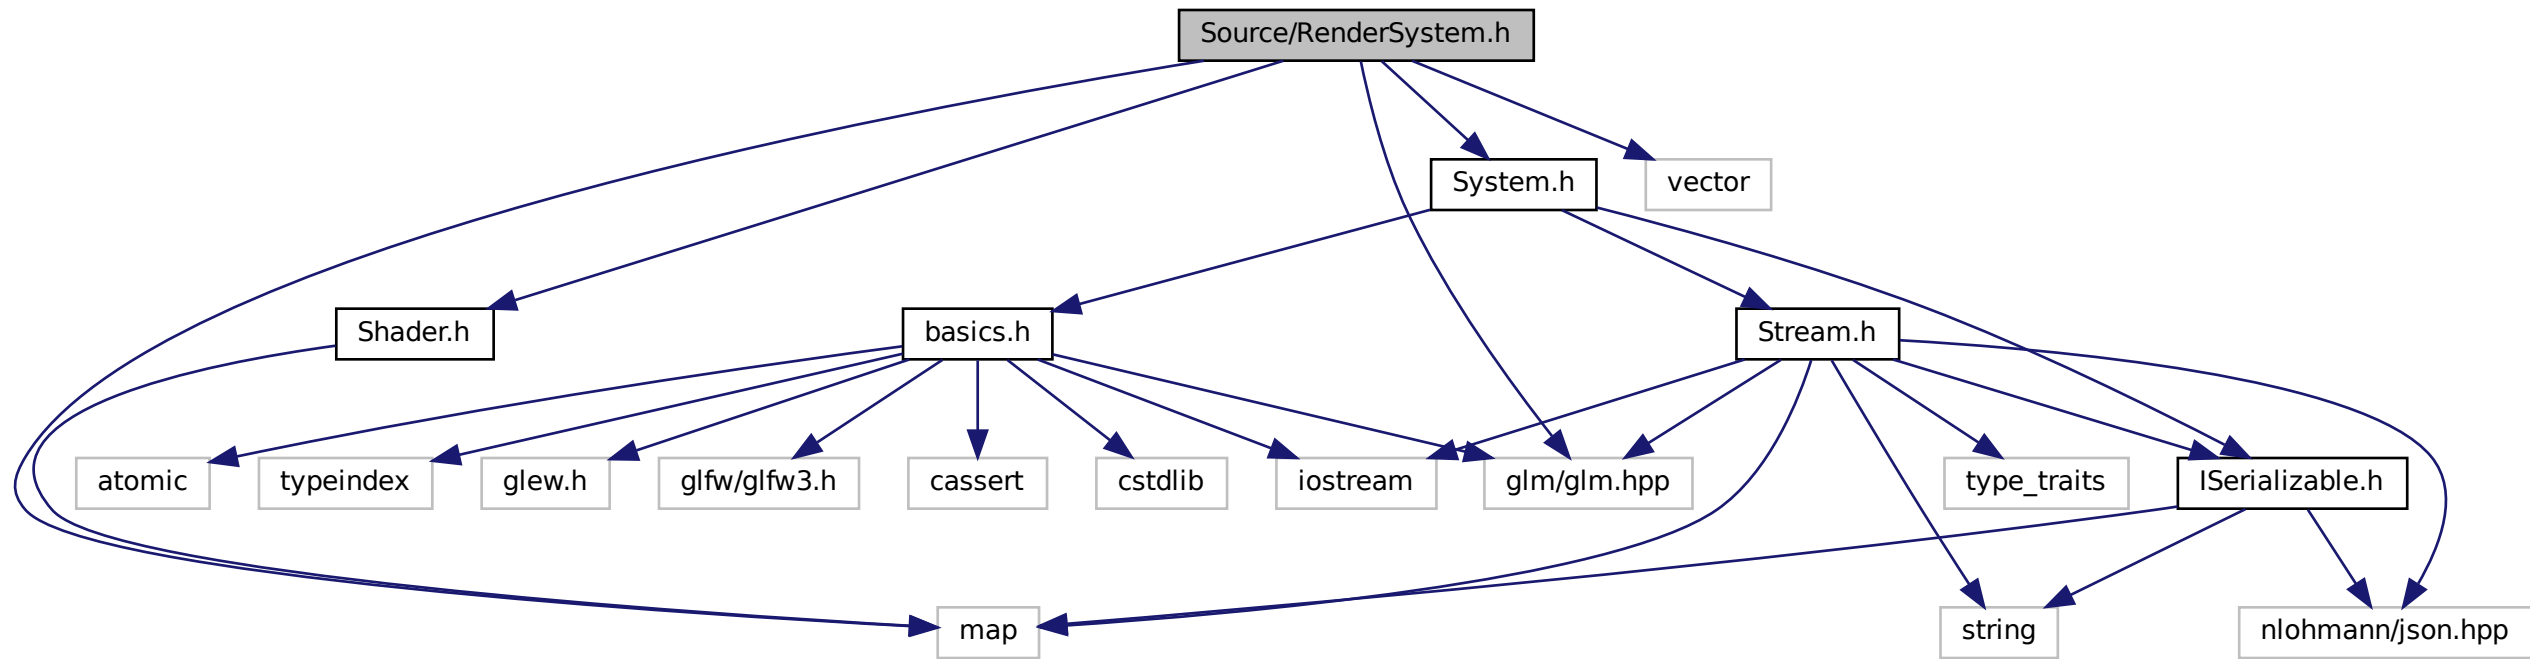 Source/RenderSystem.h
System.h
vector
Shader.h
basics.h
Stream.h
atomic
typeindex
glew.h
glfw/glfw3.h
cassert
cstdlib
iostream
glm/glm.hpp
type_traits
ISerializable.h
map
string
nlohmann/json.hpp